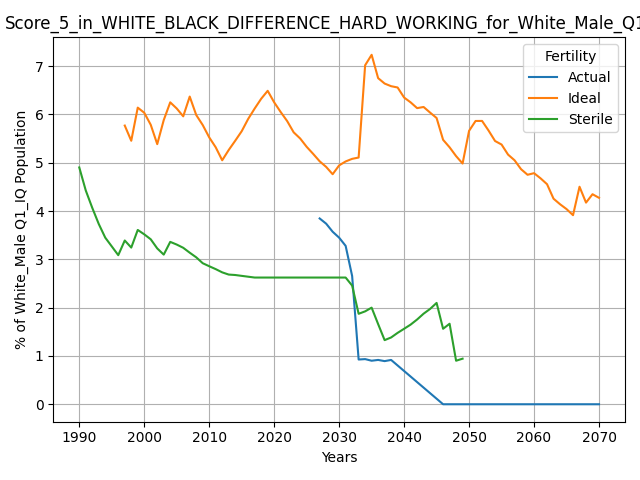 Score_5_in_WHITE_BLACK_DIFFERENCE_HARD_WORKING_for_White_Male_Q1
Fertility
Actual
Ideal
Sterile
% of White_Male Q1_IQ Population
7
6
5
4
3
2
1
0
1990 2000 2010 2020 2030 2040 2050 2060 2070
Years